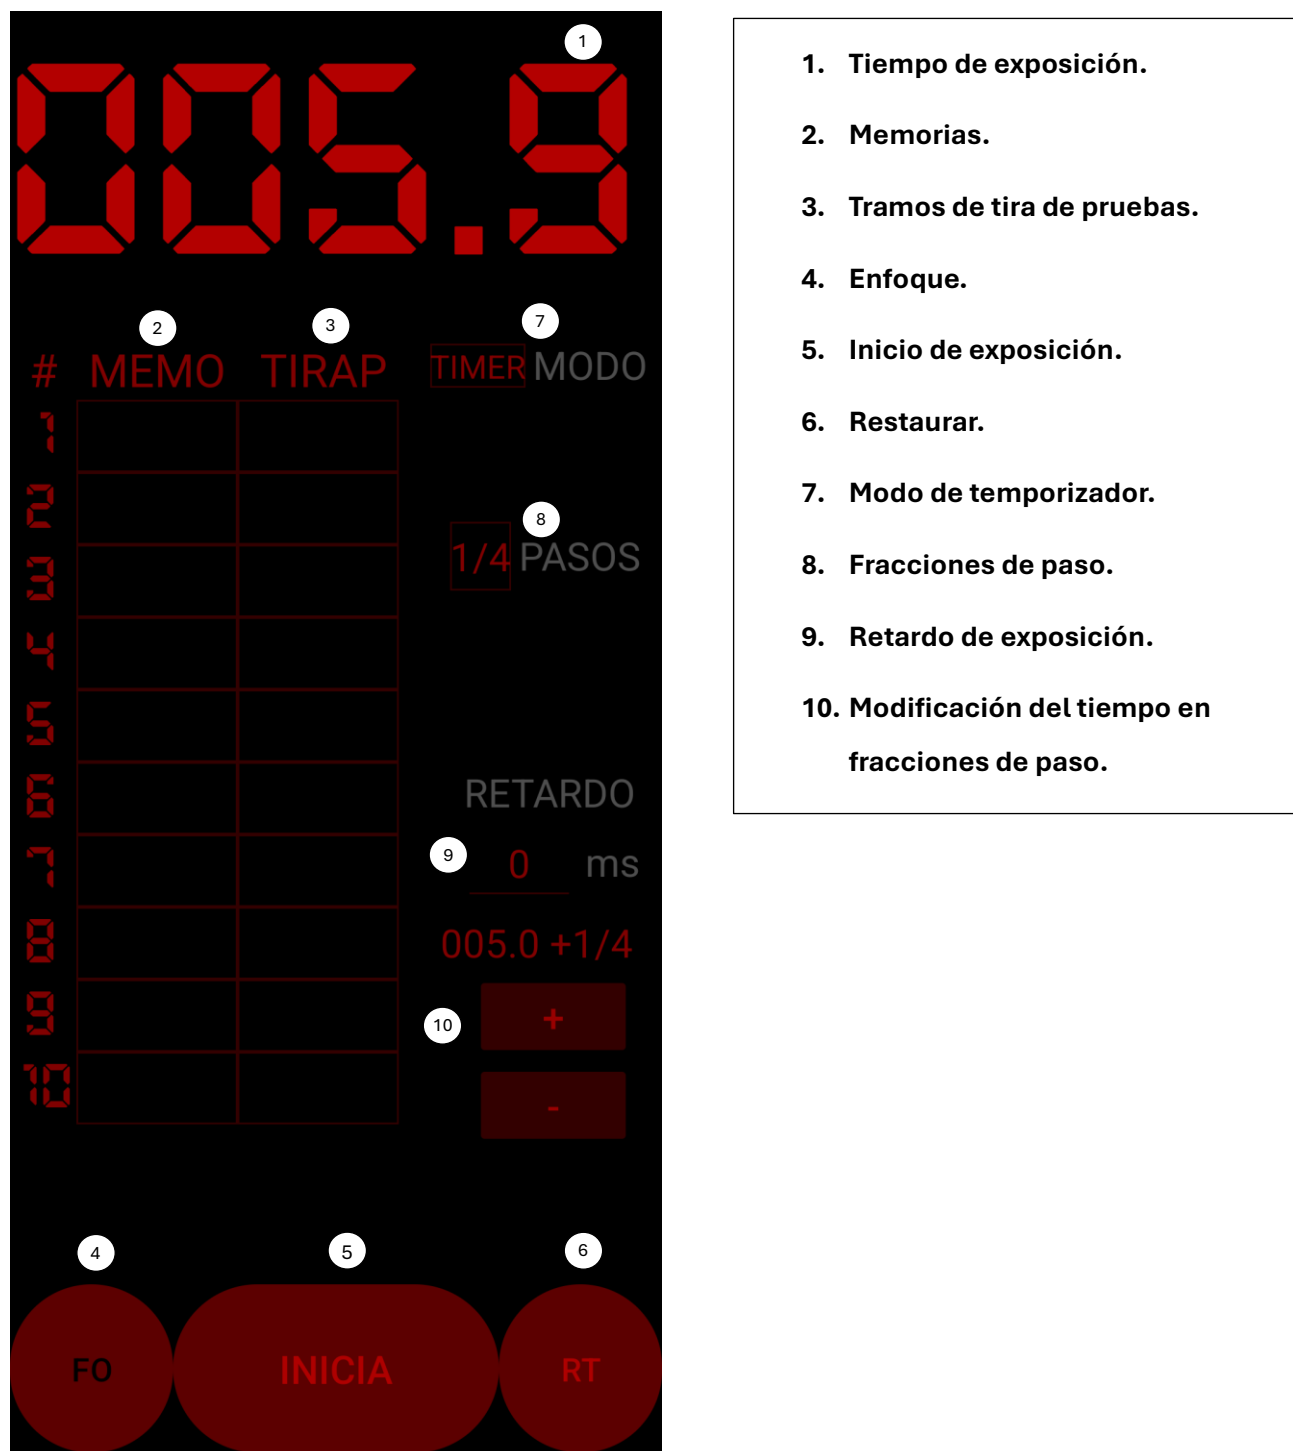 1
005.9
2
3
7
# MEMO TIRAP TIMER MODO
1
2
8
3
1/4 PASOS
4
5
6
RETARDO
7
9
0 ms
8
005.0 +1/4
9
10
+
10
-
4
5
6
FO
INICIA
RT
1. Tiempo de exposición.
2. Memorias.
3. Tramos de tira de pruebas.
4. Enfoque.
5. Inicio de exposición.
6. Restaurar.
7. Modo de temporizador.
8. Fracciones de paso.
9. Retardo de exposición.
10. Modificación del tiempo en
fracciones de paso.